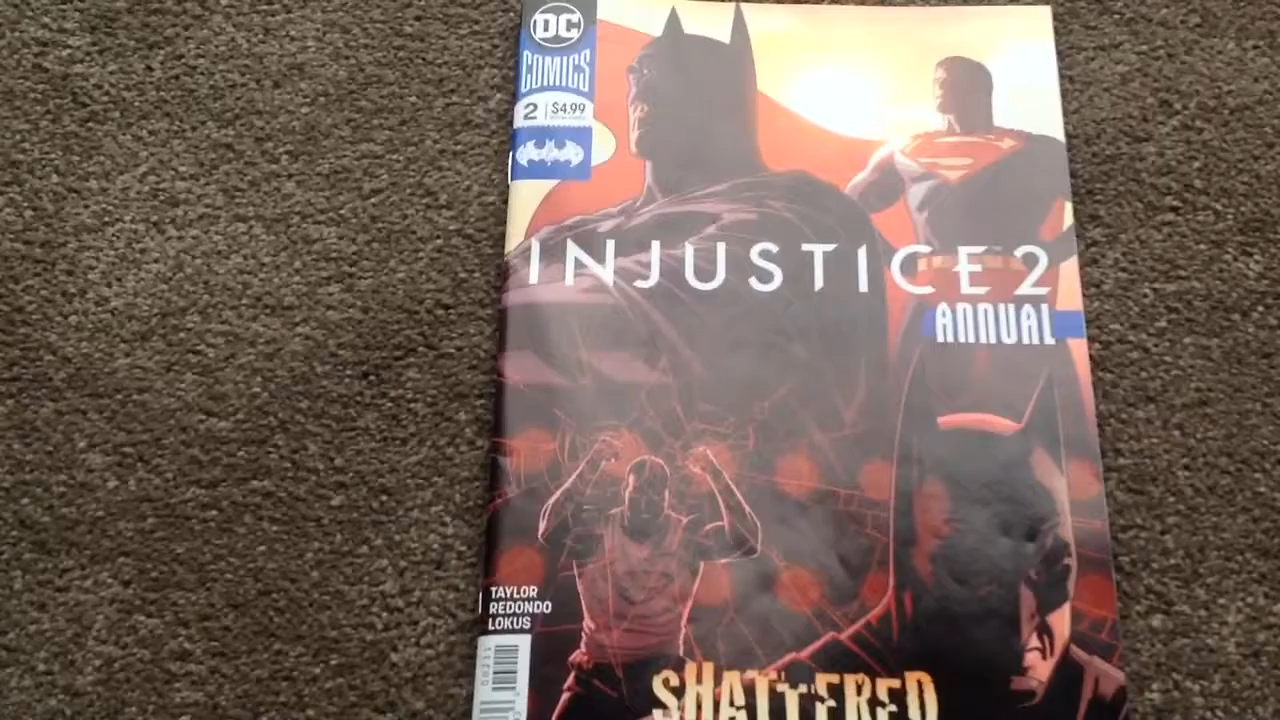 DC
COMICS
2 $4.99
INJUSTICE 2
ANNUAL
TAYLOR
REDONDO
LOKUS
SHATTERED